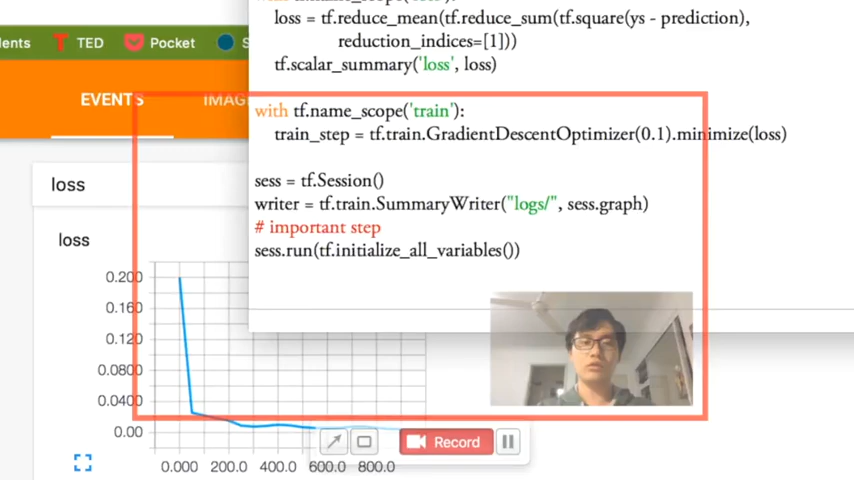 loss = tf.reduce_mean(tf.reduce_sum(tf.square(ys - prediction),
reduction_indices=[1]))
tf.scalar_summary('loss', loss)
with tf.name_scope('train'):
train_step = tf.train.GradientDescentOptimizer(0.1).minimize(loss)
sess = tf.Session()
writer = tf.train.SummaryWriter("logs/", sess.graph)
# important step
sess.run(tf.initialize_all_variables())
ents
TED
Pocket
S
EVENTS
IMAG
loss
loss
0.200
0.160
0.120
0.0800
0.0400
0.00
0.000 200.0 400.0 600.0 800.0
Record